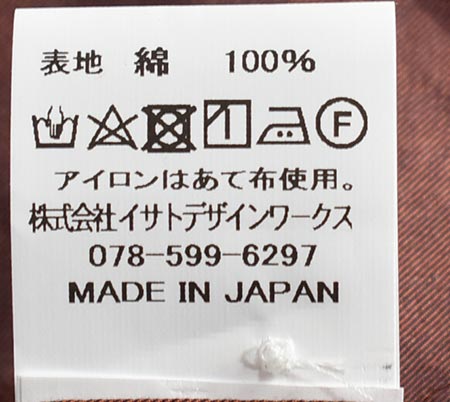 表地 綿 100%
F
アイロンはあて布使用。
株式会社イサトデザインワークス
078-599-6297
MADE IN JAPAN